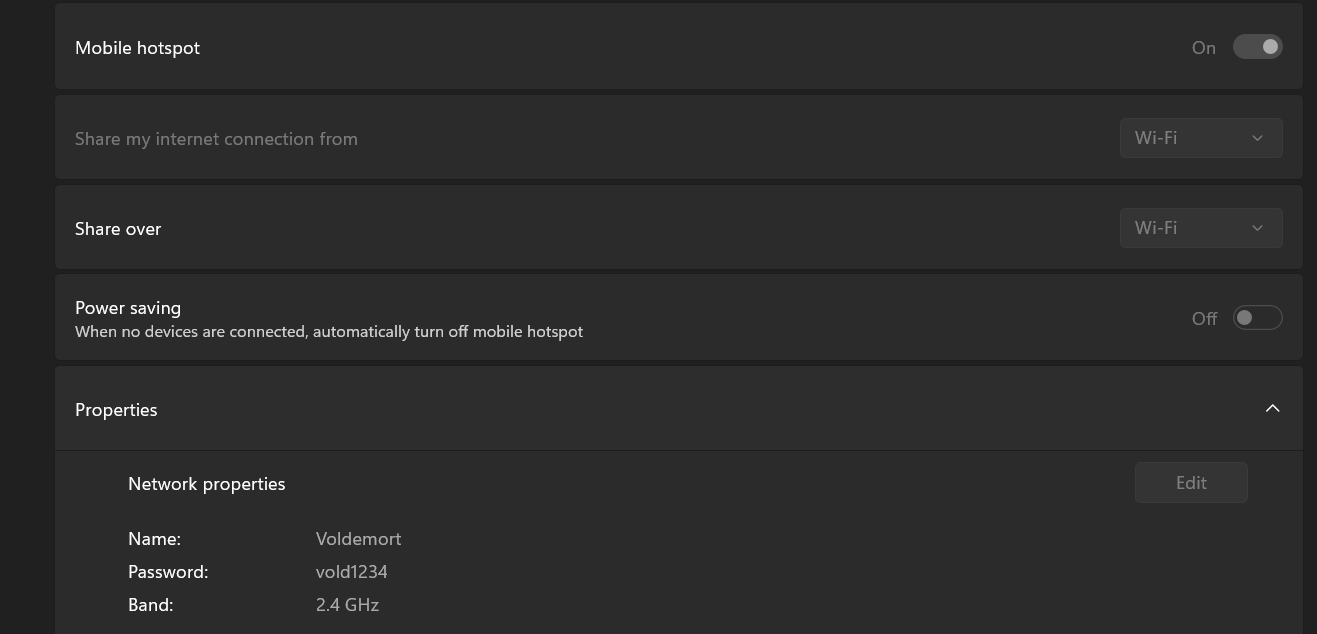 Mobile hotspot
On
Share my internet connection from
Wi-Fi
Share over
Wi-Fi
Power saving
When no devices are connected, automatically turn off mobile hotspot
Off
Properties
Network properties
Edit
Name: Voldemort
Password: vold1234
Band: 2.4 GHz